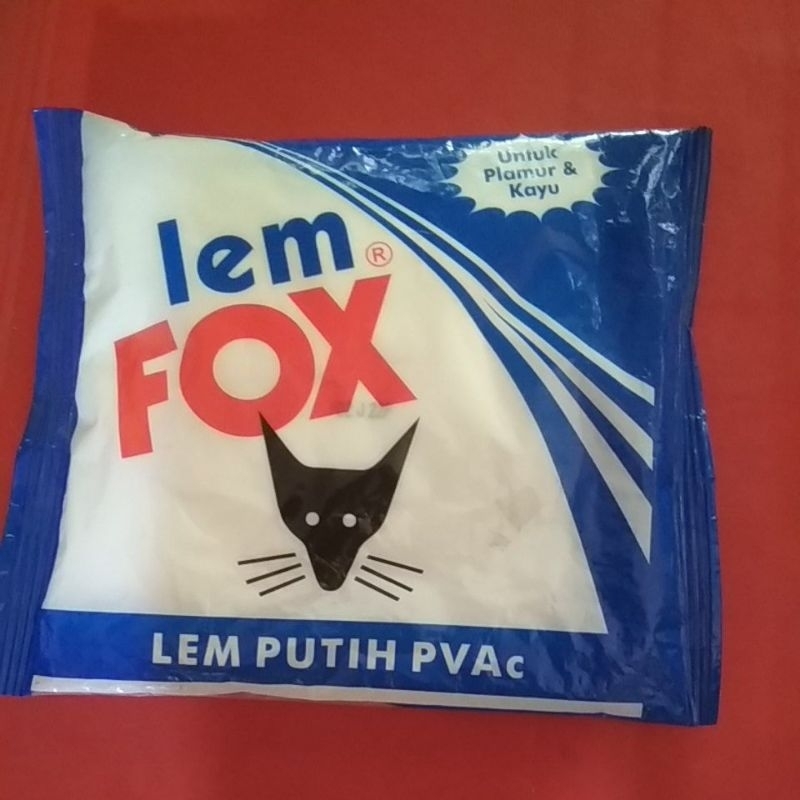 Untuk
Plamur &
Kayu
lem ®
FOX
LEM PUTIH PVAc